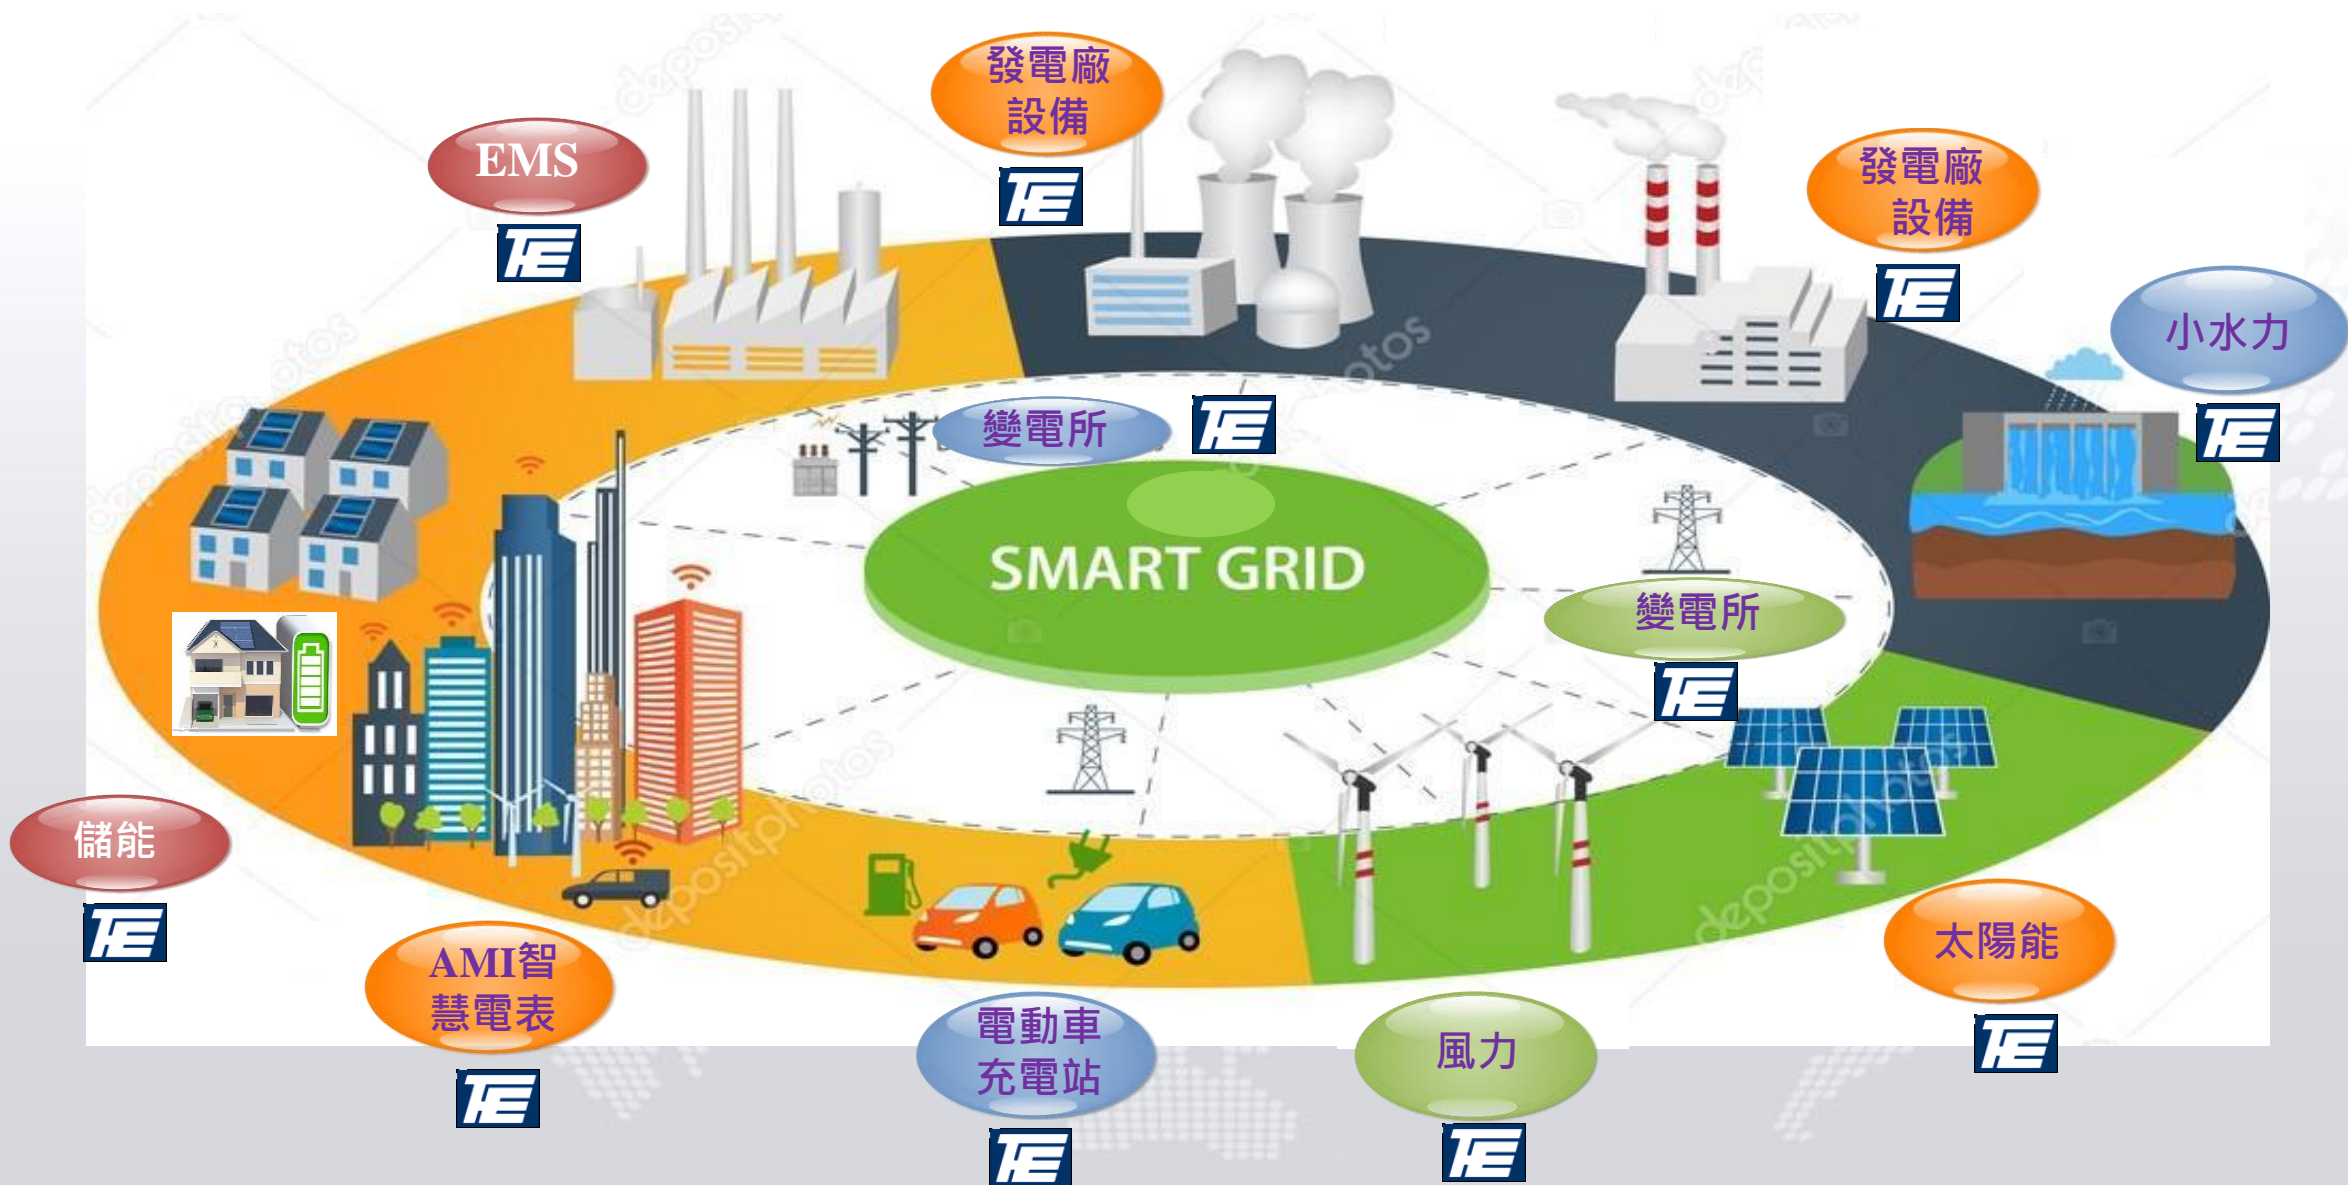 發電廠
設備
EMS
發電廠
設備
小水力
變電所
SMART GRID
變電所
儲能
AMI智
慧電表
太陽能
電動車
充電站
風力
depositphotos